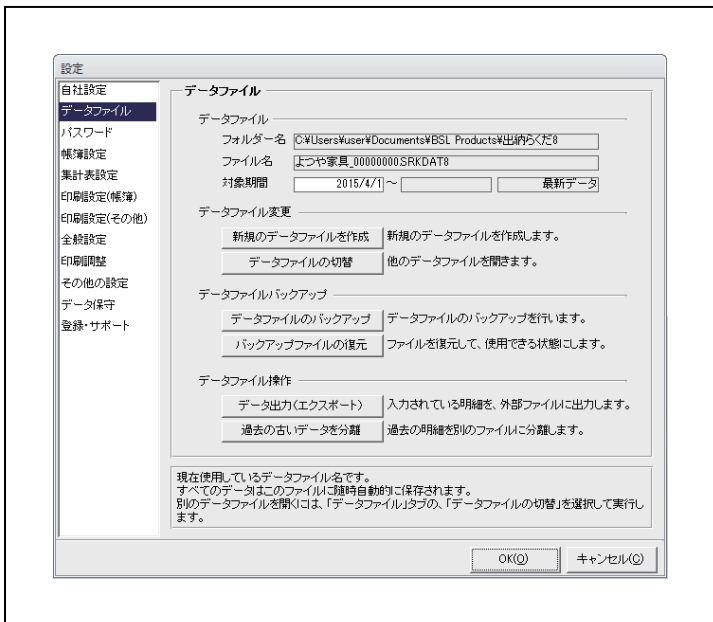 設定
自社設定
データファイル
パスワード
帳簿設定
集計表設定
印刷設定(帳簿)
印刷設定(その他)
全般設定
印刷調整
その他の設定
データ保守
登録・サポート
データファイル
データファイル
フォルダー名 C:¥Users¥user¥Documents¥BSL Products¥出納らくだ8
ファイル名 よつや家具_00000000.SRKDAT8
対象期間 2015/4/1 ～ 最新データ
データファイル変更
新規のデータファイルを作成 新規のデータファイルを作成します。
データファイルの切替 他のデータファイルを開きます。
データファイルバックアップ
データファイルのバックアップ データファイルのバックアップを行います。
バックアップファイルの復元 ファイルを復元して、使用できる状態にします。
データファイル操作
データ出力(エクスポート) 入力されている明細を、外部ファイルに出力します。
過去の古いデータを分離 過去の明細を別のファイルに分離します。
現在使用しているデータファイル名です。
すべてのデータはこのファイルに随時自動的に保存されます。
別のデータファイルを開くには、「データファイル」タブの、「データファイルの切替」を選択して実行し
ます。
OK(O) キャンセル(C)